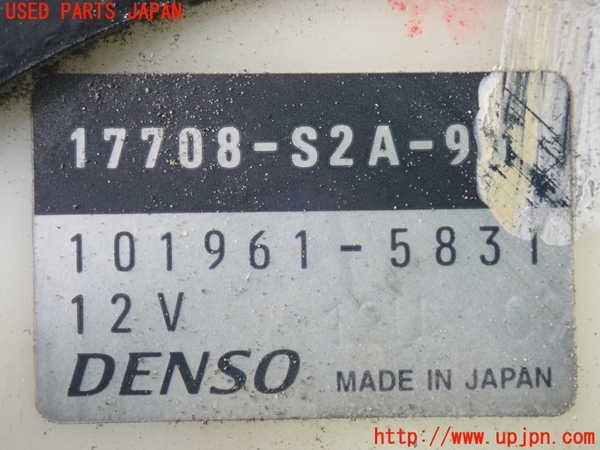 USED PARTS JAPAN
17708-S2A-9
101961-5831
12V
DENSO MADE IN JAPAN
http://www.upjpn.com/